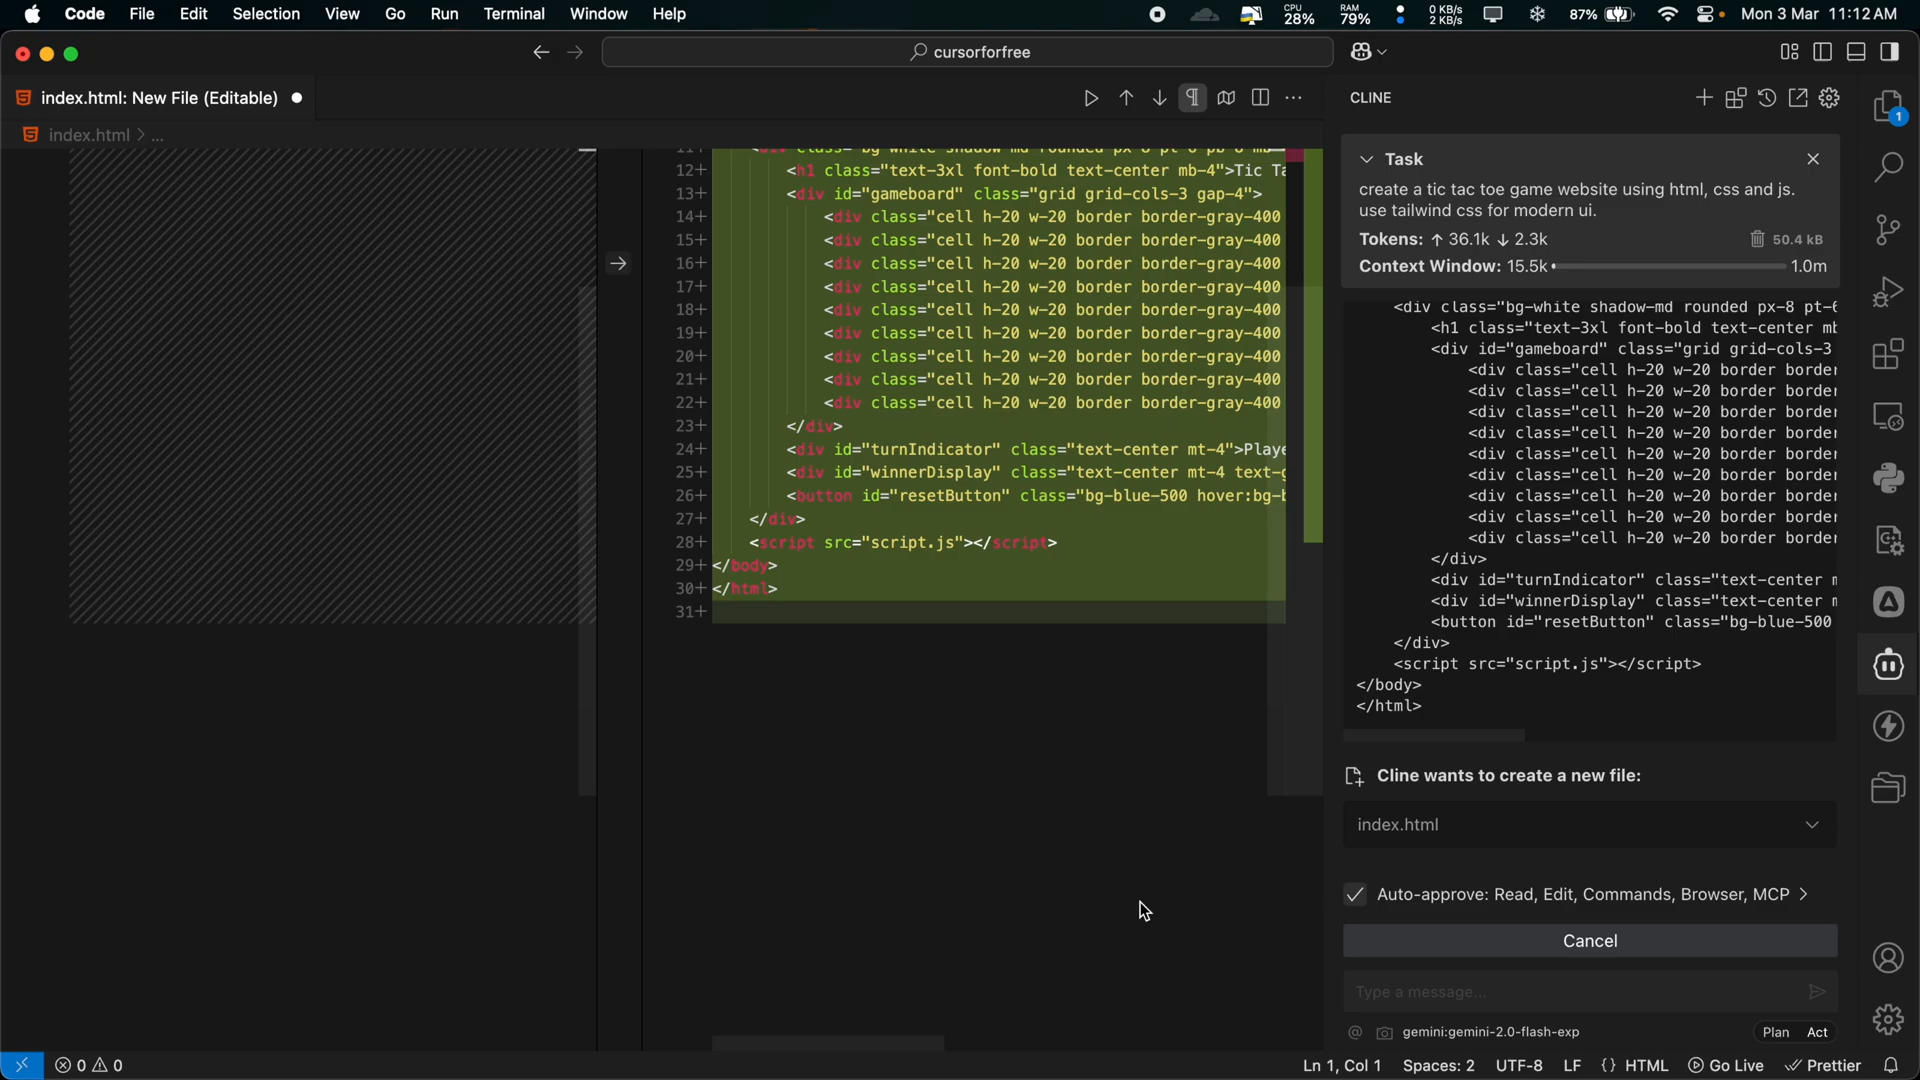 Code File Edit Selection View Go Run Terminal Window Help
CPU 28% RAM 79% 0 KB/s 2 KB/s 87% Mon 3 Mar 11:12 AM
cursorforfree
index.html: New File (Editable)
index.html > ...
12+ <h1 class="text-3xl font-bold text-center mb-4">Tic Ta
13+ <div id="gameboard" class="grid grid-cols-3 gap-4">
14+ <div class="cell h-20 w-20 border border-gray-400
15+ <div class="cell h-20 w-20 border border-gray-400
16+ <div class="cell h-20 w-20 border border-gray-400
17+ <div class="cell h-20 w-20 border border-gray-400
18+ <div class="cell h-20 w-20 border border-gray-400
19+ <div class="cell h-20 w-20 border border-gray-400
20+ <div class="cell h-20 w-20 border border-gray-400
21+ <div class="cell h-20 w-20 border border-gray-400
22+ <div class="cell h-20 w-20 border border-gray-400
23+ </div>
24+ <div id="turnIndicator" class="text-center mt-4">Playe
25+ <div id="winnerDisplay" class="text-center mt-4 text-g
26+ <button id="resetButton" class="bg-blue-500 hover:bg-b
27+ </div>
28+ <script src="script.js"></script>
29+ </body>
30+ </html>
31+
CLINE
1
Task
create a tic tac toe game website using html, css and js.
use tailwind css for modern ui.
Tokens: ↑ 36.1k ↓ 2.3k 50.4 kB
Context Window: 15.5k 1.0m
<div class="bg-white shadow-md rounded px-8 pt-6
<h1 class="text-3xl font-bold text-center mb
<div id="gameboard" class="grid grid-cols-3
<div class="cell h-20 w-20 border border
<div class="cell h-20 w-20 border border
<div class="cell h-20 w-20 border border
<div class="cell h-20 w-20 border border
<div class="cell h-20 w-20 border border
<div class="cell h-20 w-20 border border
<div class="cell h-20 w-20 border border
<div class="cell h-20 w-20 border border
<div class="cell h-20 w-20 border border
</div>
<div id="turnIndicator" class="text-center m
<div id="winnerDisplay" class="text-center m
<button id="resetButton" class="bg-blue-500
</div>
<script src="script.js"></script>
</body>
</html>
Cline wants to create a new file:
index.html
Auto-approve: Read, Edit, Commands, Browser, MCP >
Cancel
Type a message...
@ gemini:gemini-2.0-flash-exp Plan Act
0 0 Ln 1, Col 1 Spaces: 2 UTF-8 LF {} HTML Go Live Prettier